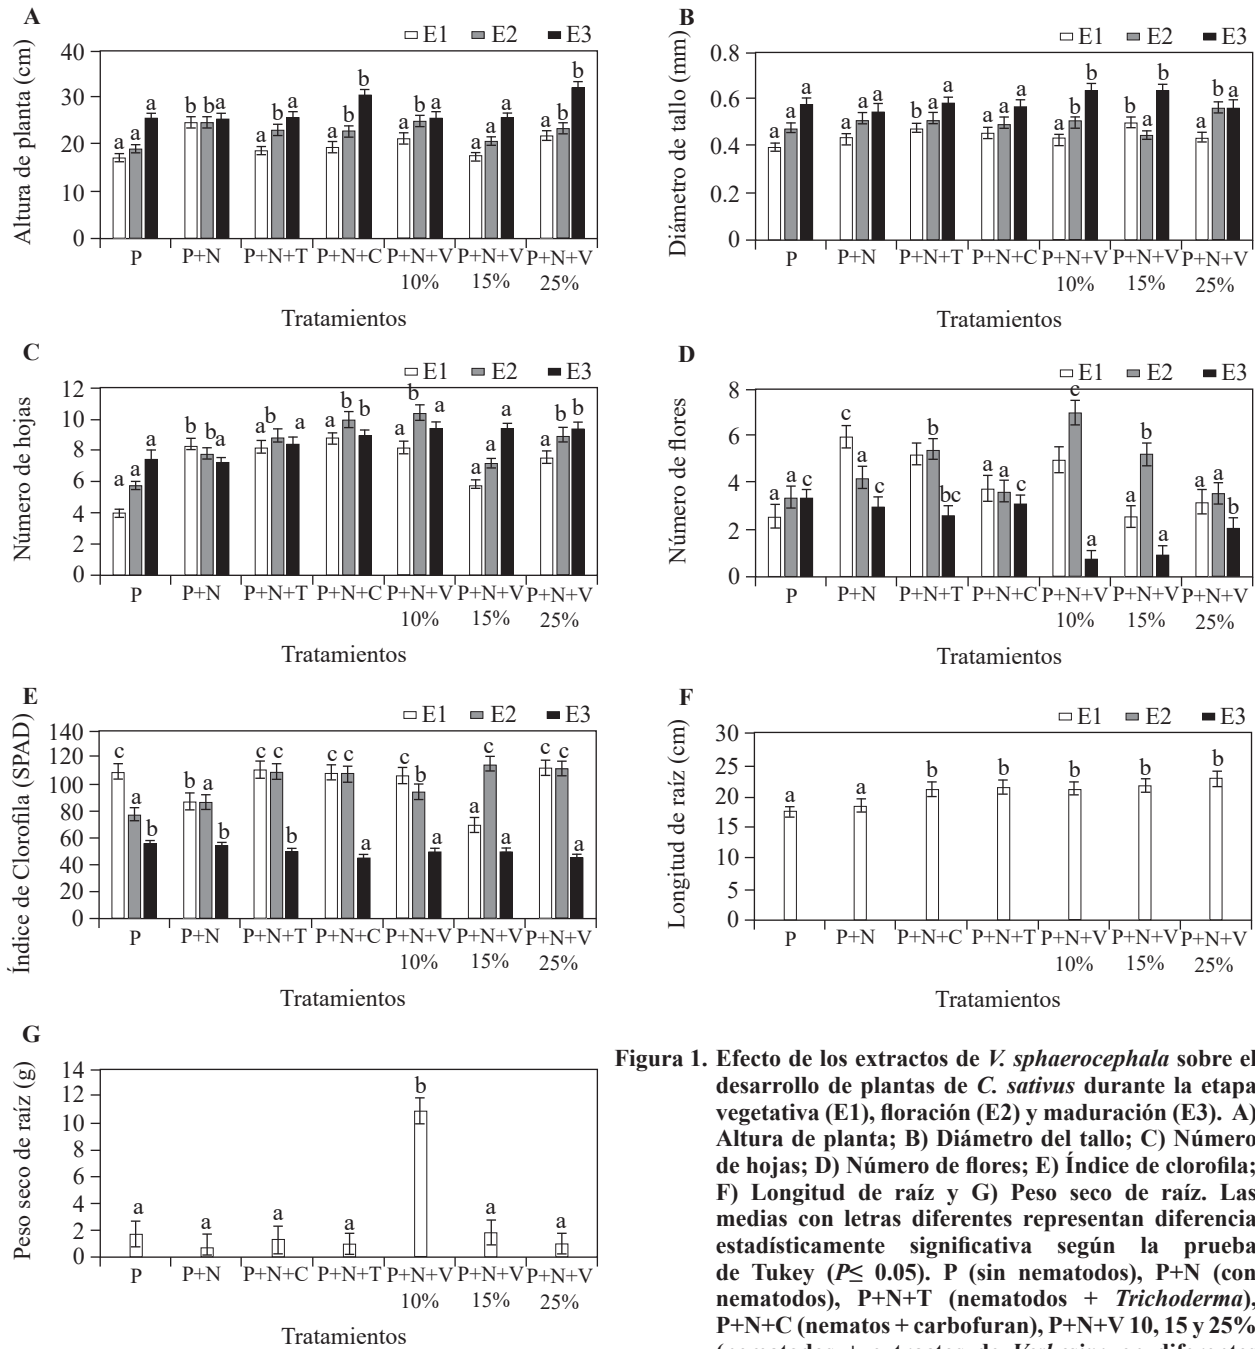 A
E1 E2 E3
Altura de planta (cm)
40
30
20
10
0
a a a b b a a b a a b b a b a a a a a b b
P P+N P+N+T P+N+C P+N+V P+N+V P+N+V
10% 15% 25%
Tratamientos
B
E1 E2 E3
Diámetro de tallo (mm)
0.8
0.6
0.4
0.2
0
a a a a a a b a a a a a a b b b a b a b a
P P+N P+N+T P+N+C P+N+V P+N+V P+N+V
10% 15% 25%
Tratamientos
C
E1 E2 E3
Número de hojas
12
10
8
6
4
2
0
a a a b b a a b a a b b a b a a a a a b b
P P+N P+N+T P+N+C P+N+V P+N+V P+N+V
10% 15% 25%
Tratamientos
D
E1 E2 E3
Número de flores
8
6
4
2
0
a a c c a c b bc a a c c a a b a a a b
P P+N P+N+T P+N+C P+N+V P+N+V P+N+V
10% 15% 25%
Tratamientos
E
E1 E2 E3
Índice de Clorofila (SPAD)
140
120
100
80
60
40
20
0
c a b b a b c c b c c a c b a a b a c c a
P P+N P+N+T P+N+C P+N+V P+N+V P+N+V
10% 15% 25%
Tratamientos
F
E1 E2 E3
Longitud de raíz (cm)
30
25
20
15
10
5
0
a a b b b b b
P P+N P+N+C P+N+T P+N+V P+N+V P+N+V
10% 15% 25%
Tratamientos
G
Peso seco de raíz (g)
14
12
10
8
6
4
2
0
a a a a b a a
P P+N P+N+C P+N+T P+N+V P+N+V P+N+V
10% 15% 25%
Tratamientos
Figura 1. Efecto de los extractos de V. sphaerocephala sobre el
desarrollo de plantas de C. sativus durante la etapa
vegetativa (E1), floración (E2) y maduración (E3). A)
Altura de planta; B) Diámetro del tallo; C) Número
de hojas; D) Número de flores; E) Índice de clorofila;
F) Longitud de raíz y G) Peso seco de raíz. Las
medias con letras diferentes representan diferencia
estadísticamente significativa según la prueba
de Tukey (P≤ 0.05). P (sin nematodos), P+N (con
nematodos), P+N+T (nematodos + Trichoderma),
P+N+C (nematos + carbofuran), P+N+V 10, 15 y 25%